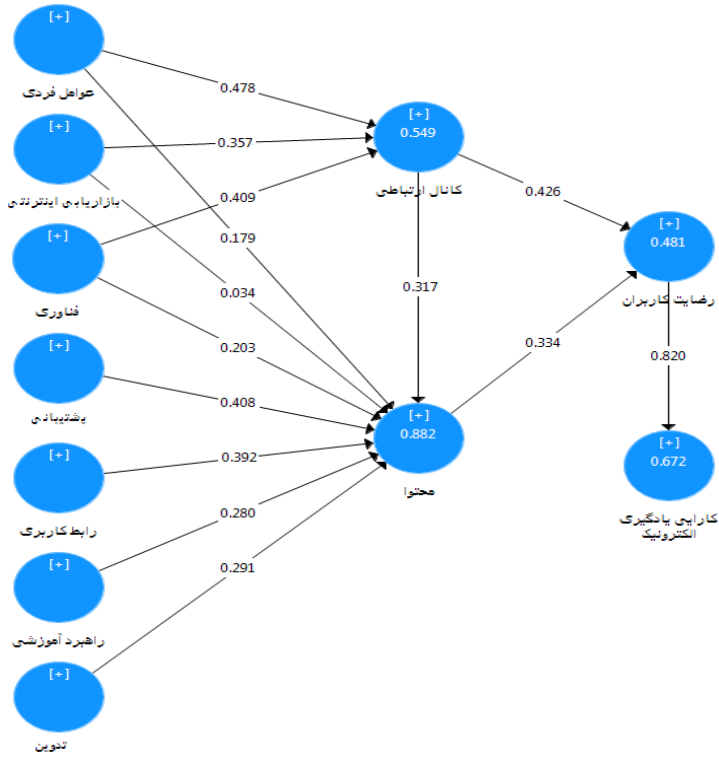 [+]
عوامل فردی
[+]
بازاریابی اینترنتی
[+]
فناوری
[+]
پشتیبانی
[+]
رابط کاربری
[+]
راهبرد آموزشی
[+]
تدوین
0.478
0.357
0.409
0.179
0.034
0.203
0.408
0.392
0.280
0.291
[+]
0.549
کانال ارتباطی
0.317
[+]
0.882
محتوا
0.426
0.334
[+]
0.481
رضایت کاربران
0.820
[+]
0.672
کارایی یادگیری
الکترونیک